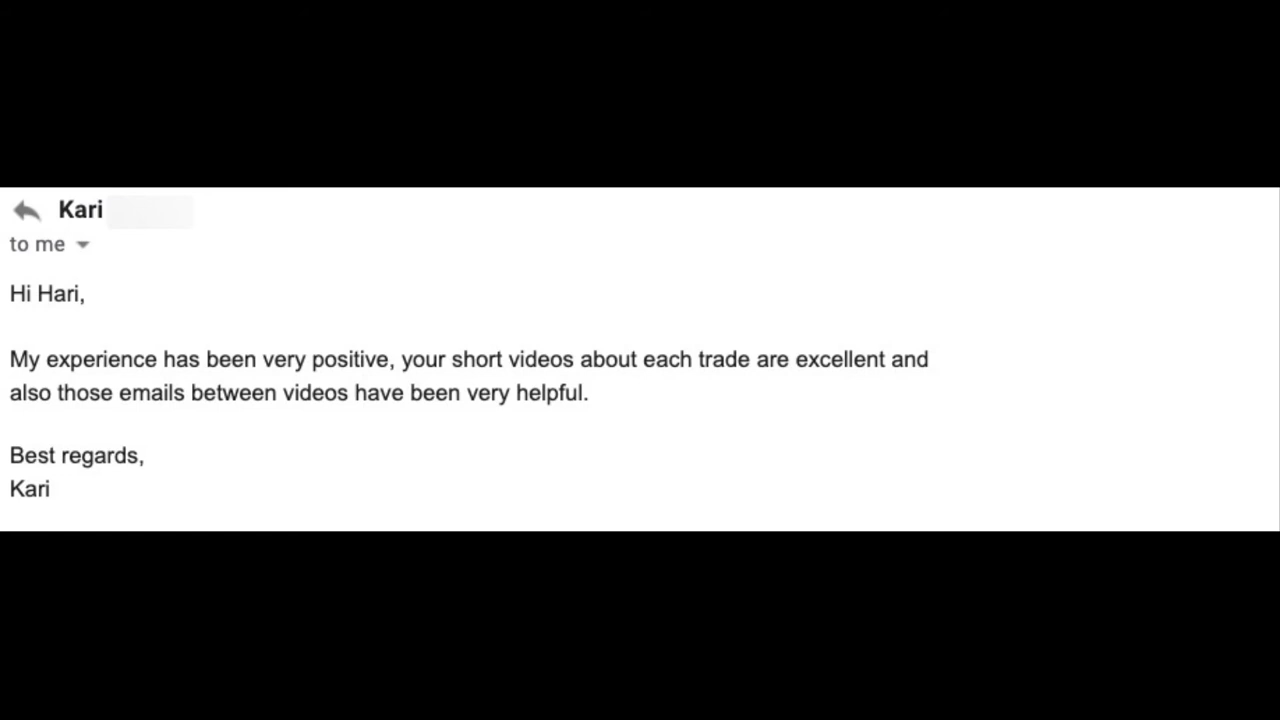 Kari
to me
Hi Hari,
My experience has been very positive, your short videos about each trade are excellent and
also those emails between videos have been very helpful.
Best regards,
Kari